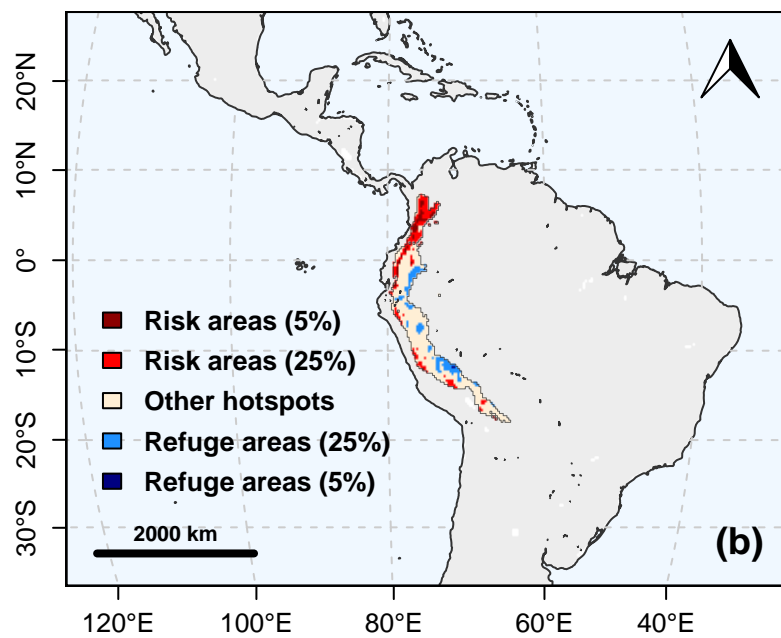 20°N
10°N
0°
10°S
20°S
30°S
Risk areas (5%)
Risk areas (25%)
Other hotspots
Refuge areas (25%)
Refuge areas (5%)
2000 km
(b)
120°E
100°E
80°E
60°E
40°E